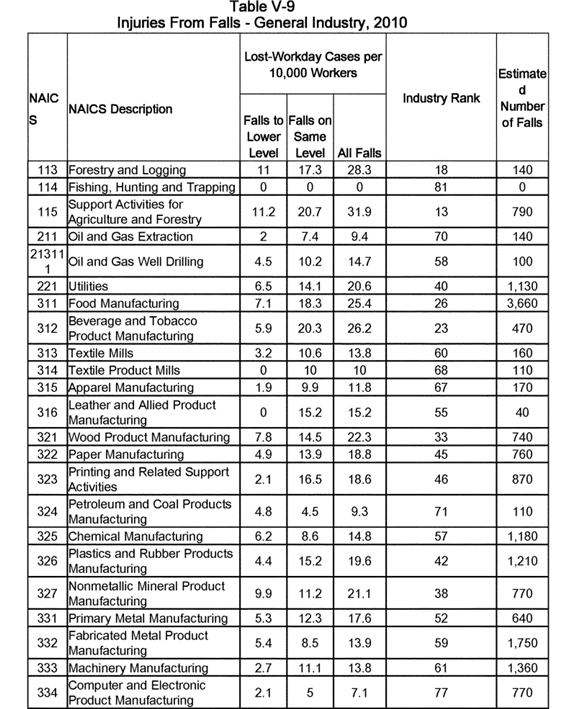 Table V-9
Injuries From Falls - General Industry, 2010
NAIC
S
NAICS Description
Lost-Workday Cases per
10,000 Workers
Falls to
Lower
Level
Falls on
Same
Level
All Falls
Industry Rank
Estimate
d
Number
of Falls
113 Forestry and Logging 11 17.3 28.3 18 140
114 Fishing, Hunting and Trapping 0 0 0 81 0
115 Support Activities for
Agriculture and Forestry 11.2 20.7 31.9 13 790
211 Oil and Gas Extraction 2 7.4 9.4 70 140
21311
1 Oil and Gas Well Drilling 4.5 10.2 14.7 58 100
221 Utilities 6.5 14.1 20.6 40 1,130
311 Food Manufacturing 7.1 18.3 25.4 26 3,660
312 Beverage and Tobacco
Product Manufacturing 5.9 20.3 26.2 23 470
313 Textile Mills 3.2 10.6 13.8 60 160
314 Textile Product Mills 0 10 10 68 110
315 Apparel Manufacturing 1.9 9.9 11.8 67 170
316 Leather and Allied Product
Manufacturing 0 15.2 15.2 55 40
321 Wood Product Manufacturing 7.8 14.5 22.3 33 740
322 Paper Manufacturing 4.9 13.9 18.8 45 760
323 Printing and Related Support
Activities 2.1 16.5 18.6 46 870
324 Petroleum and Coal Products
Manufacturing 4.8 4.5 9.3 71 110
325 Chemical Manufacturing 6.2 8.6 14.8 57 1,180
326 Plastics and Rubber Products
Manufacturing 4.4 15.2 19.6 42 1,210
327 Nonmetallic Mineral Product
Manufacturing 9.9 11.2 21.1 38 770
331 Primary Metal Manufacturing 5.3 12.3 17.6 52 640
332 Fabricated Metal Product
Manufacturing 5.4 8.5 13.9 59 1,750
333 Machinery Manufacturing 2.7 11.1 13.8 61 1,360
334 Computer and Electronic
Product Manufacturing 2.1 5 7.1 77 770